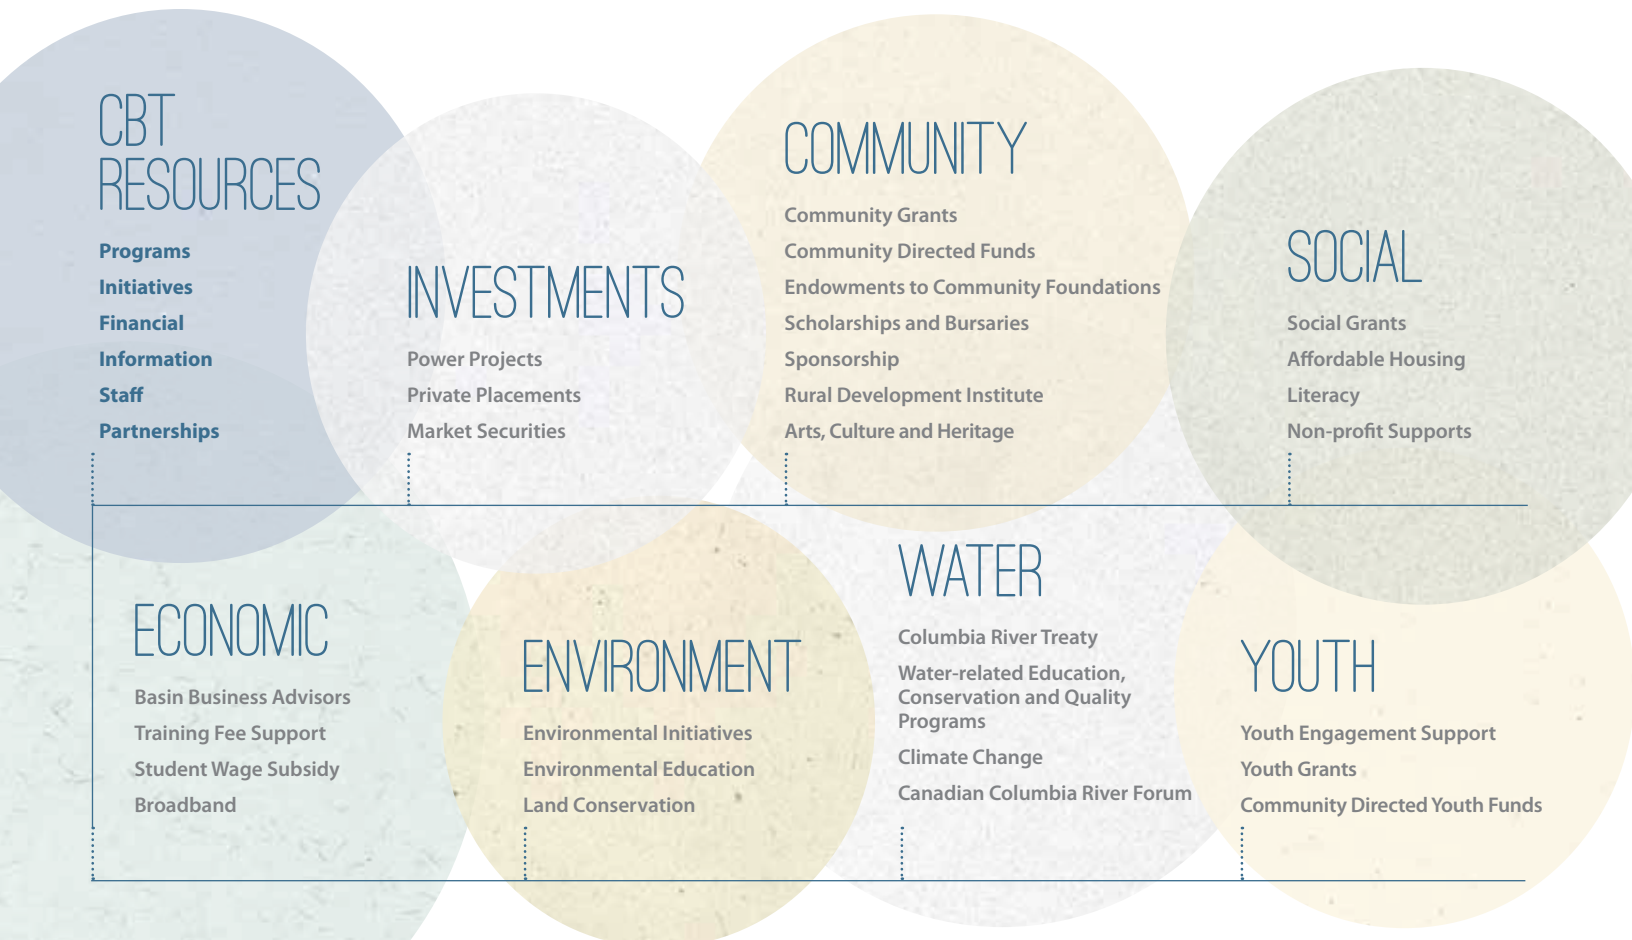 CBT
RESOURCES
Programs
Initiatives
Financial
Information
Staff
Partnerships
INVESTMENTS
Power Projects
Private Placements
Market Securities
COMMUNITY
Community Grants
Community Directed Funds
Endowments to Community Foundations
Scholarships and Bursaries
Sponsorship
Rural Development Institute
Arts, Culture and Heritage
SOCIAL
Social Grants
Affordable Housing
Literacy
Non-profit Supports
ECONOMIC
Basin Business Advisors
Training Fee Support
Student Wage Subsidy
Broadband
ENVIRONMENT
Environmental Initiatives
Environmental Education
Land Conservation
WATER
Columbia River Treaty
Water-related Education,
Conservation and Quality
Programs
Climate Change
Canadian Columbia River Forum
YOUTH
Youth Engagement Support
Youth Grants
Community Directed Youth Funds